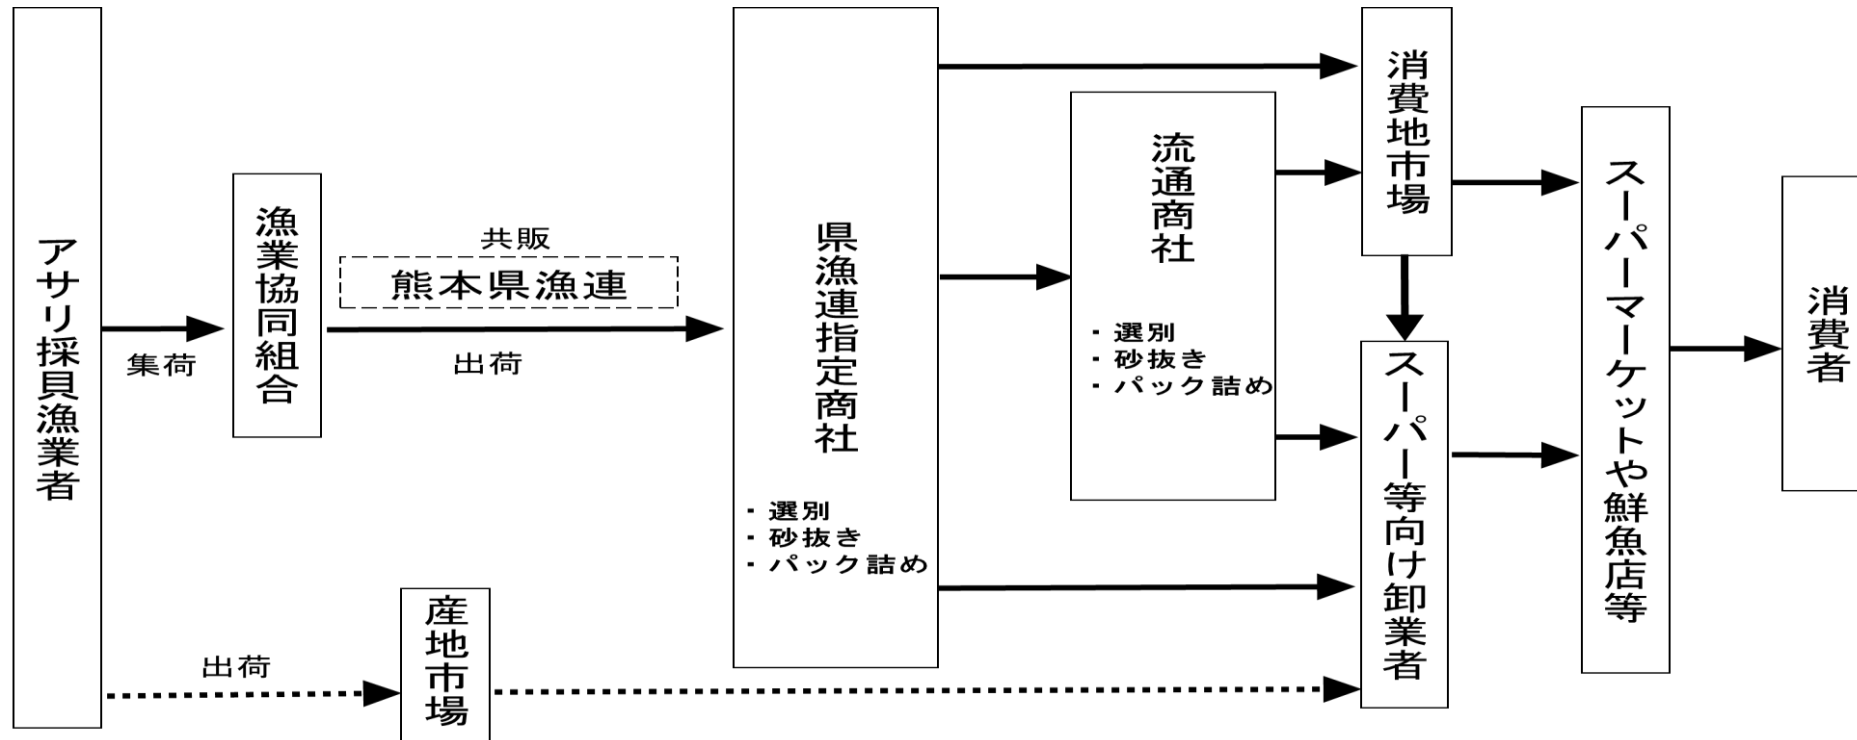 アサリ採貝漁業者
集荷
漁業協同組合
共販
熊本県漁連
出荷
出荷
産地市場
県漁連指定商社
- 選別
- 砂抜き
- パック詰め
流通商社
- 選別
- 砂抜き
- パック詰め
消費地市場
スーパー等向け卸業者
スーパーマーケットや鮮魚店等
消費者